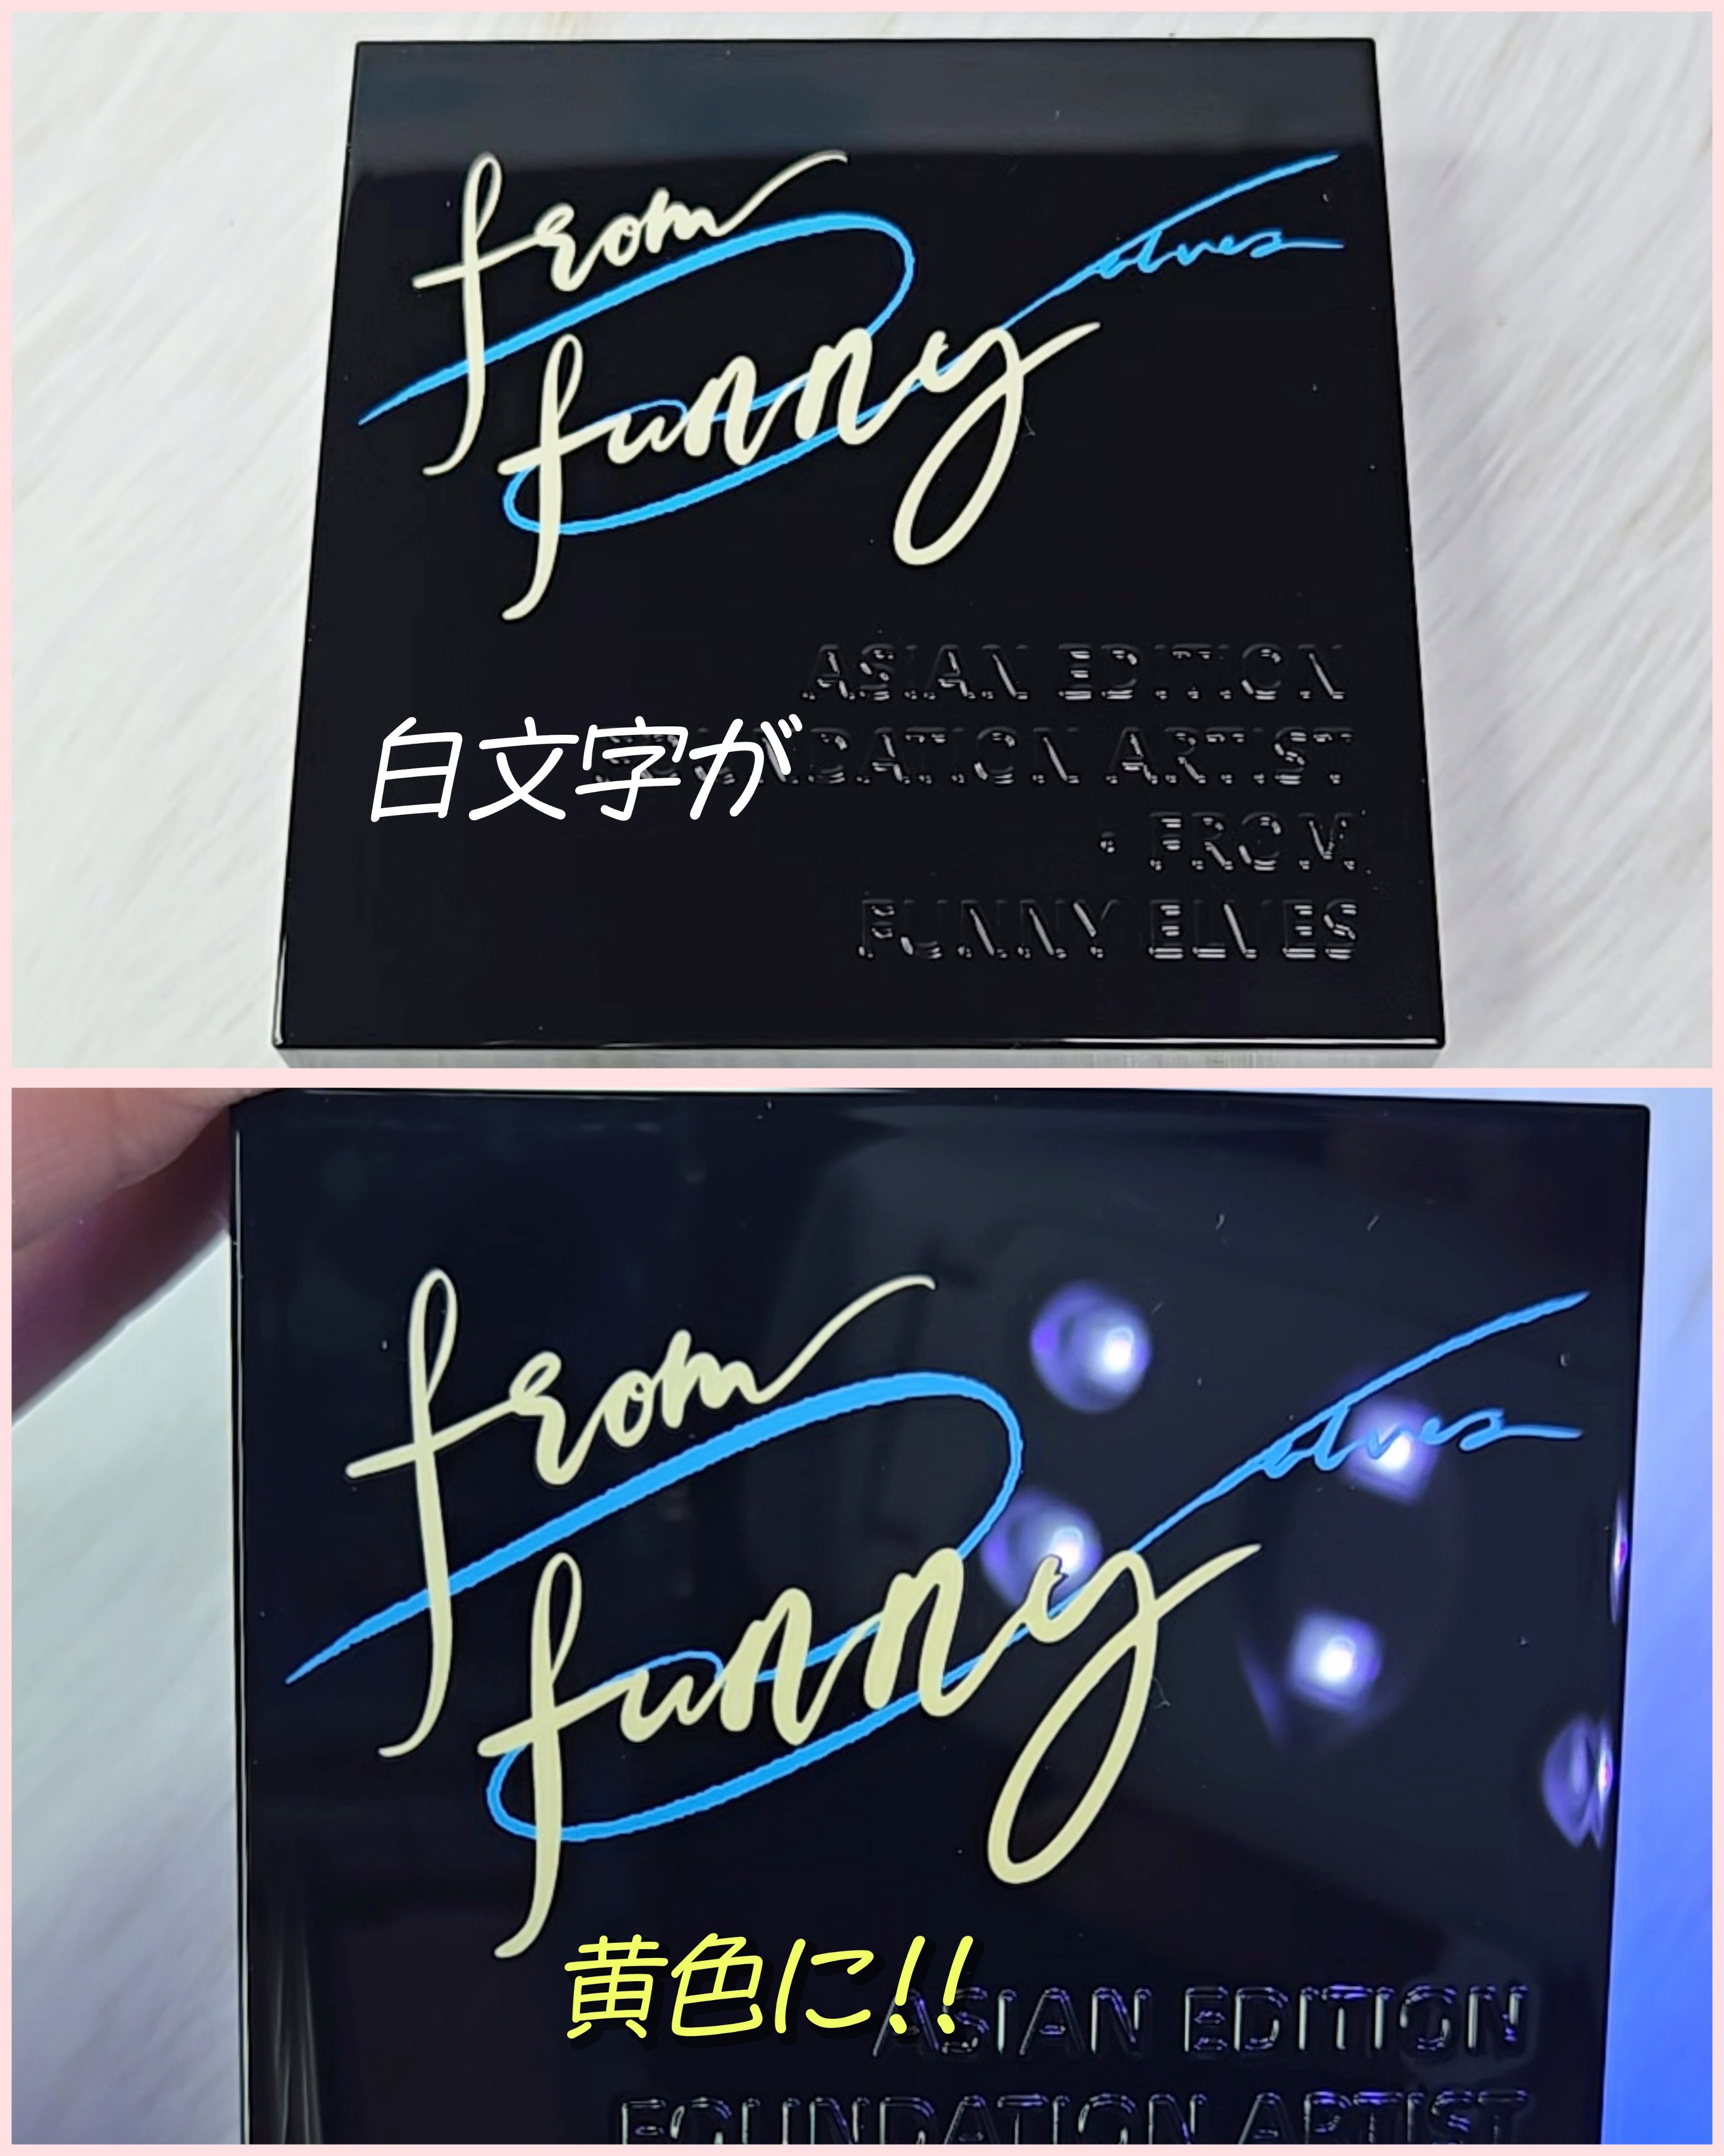 from
funny
elves
ASIAN EDITION
白文字が
FOUNDATION ARTIST
• FROM
FUNNY ELVES
from
funny
elves
黄色に!!
ASIAN EDITION
FOUNDATION ARTIST